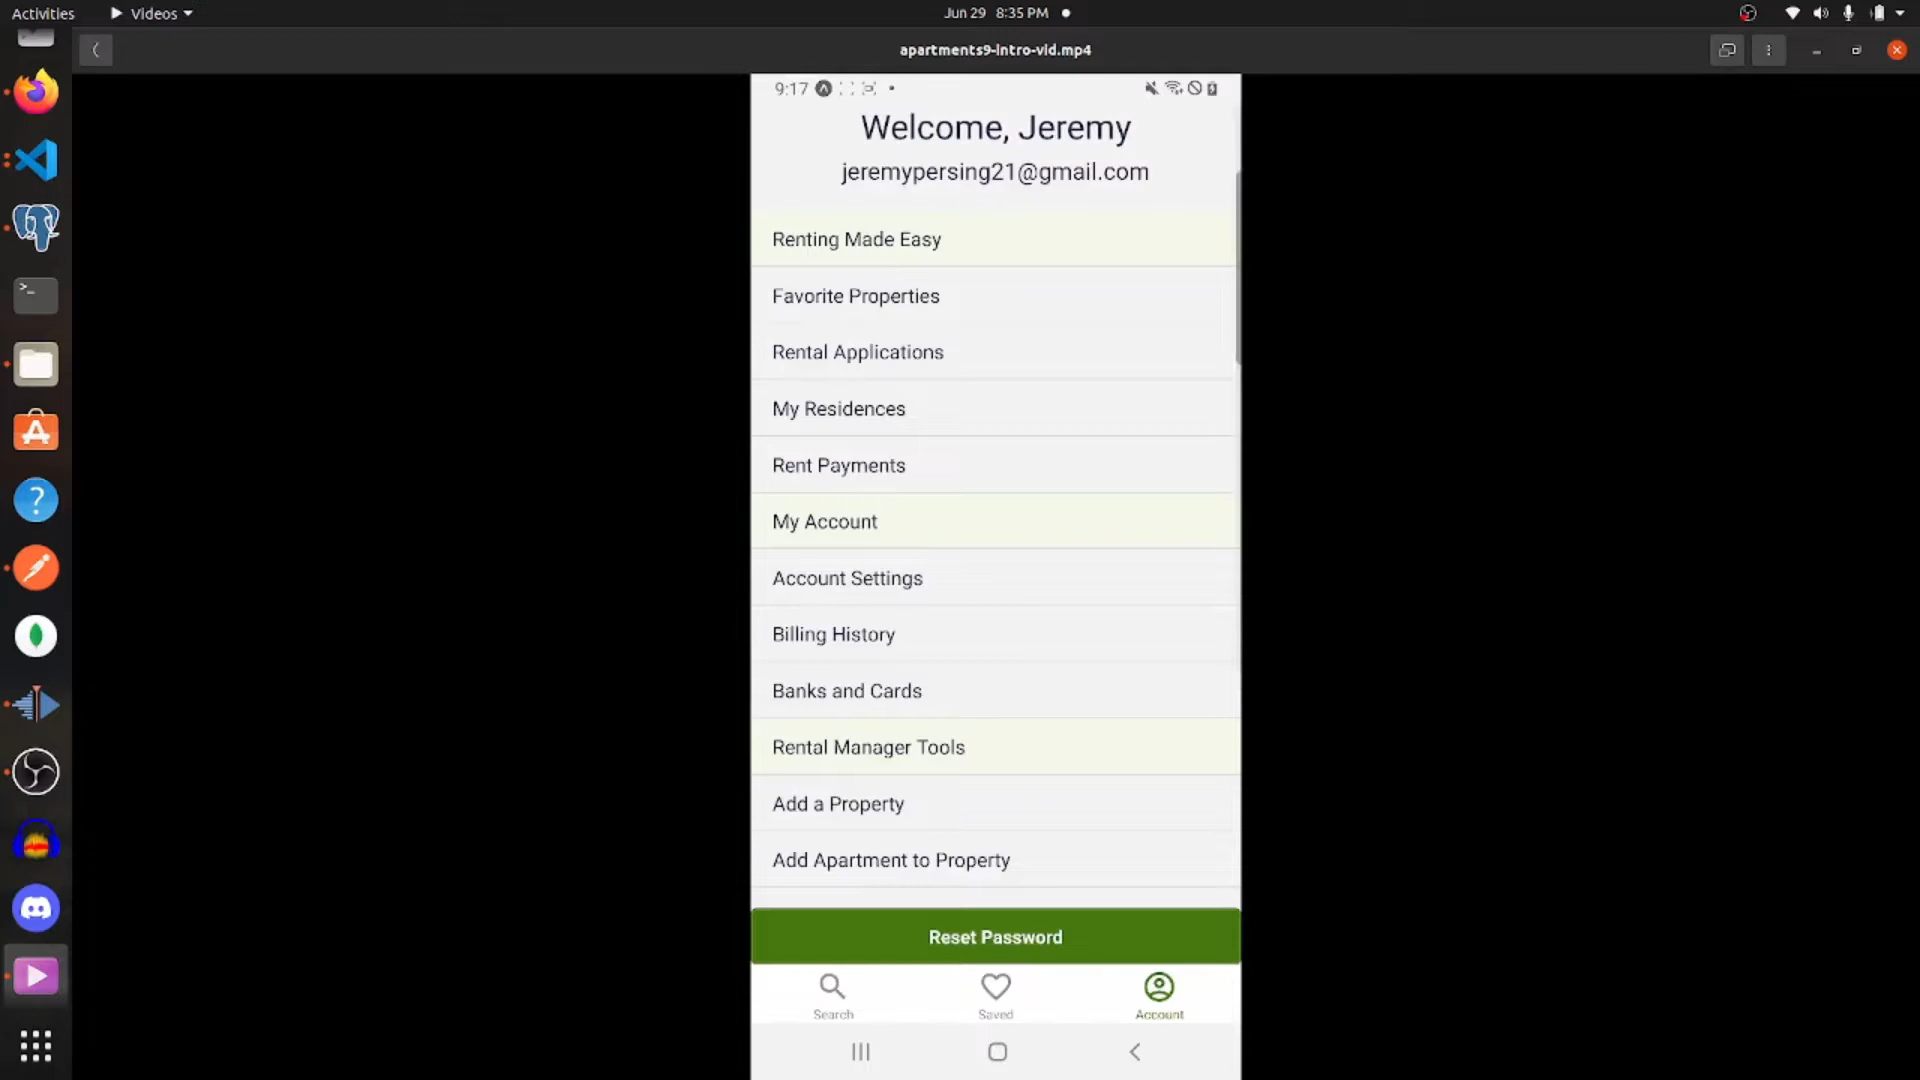 Activities
Videos
Jun 29 8:35 PM
apartments9-intro-vid.mp4
9:17
Welcome, Jeremy
jeremypersing21@gmail.com
Renting Made Easy
Favorite Properties
Rental Applications
My Residences
Rent Payments
My Account
Account Settings
Billing History
Banks and Cards
Rental Manager Tools
Add a Property
Add Apartment to Property
Reset Password
Search
Saved
Account